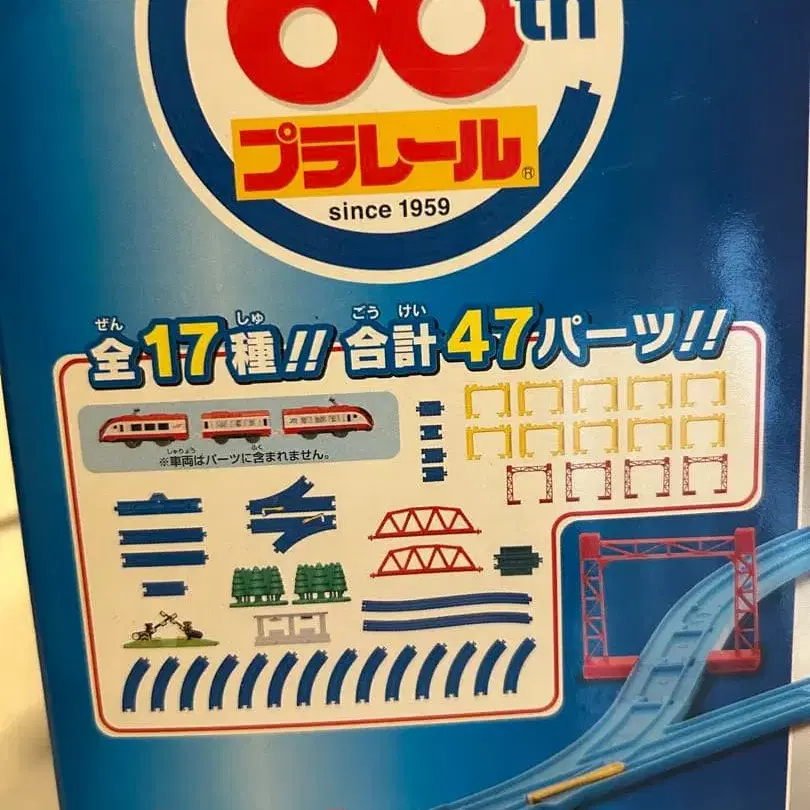 60th
プラレール®
since 1959
ぜん しゅ ごう けい
全17種!! 合計47パーツ!!
しゃりょう ふく
※車両はパーツに含まれません。